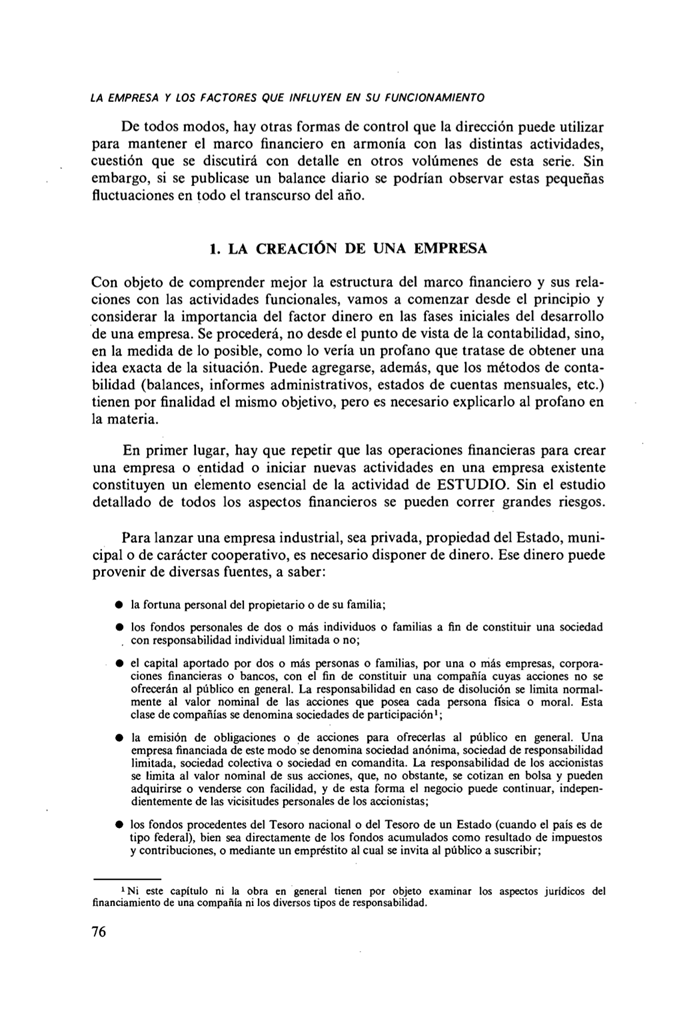 LA EMPRESA Y LOS FACTORES QUE INFLUYEN EN SU FUNCIONAMIENTO
De todos modos, hay otras formas de control que la dirección puede utilizar
para mantener el marco financiero en armonía con las distintas actividades,
cuestión que se discutirá con detalle en otros volúmenes de esta serie. Sin
embargo, si se publicase un balance diario se podrían observar estas pequeñas
fluctuaciones en todo el transcurso del año.
1. LA CREACIÓN DE UNA EMPRESA
Con objeto de comprender mejor la estructura del marco financiero y sus rela-
ciones con las actividades funcionales, vamos a comenzar desde el principio y
considerar la importancia del factor dinero en las fases iniciales del desarrollo
de una empresa. Se procederá, no desde el punto de vista de la contabilidad, sino,
en la medida de lo posible, como lo vería un profano que tratase de obtener una
idea exacta de la situación. Puede agregarse, además, que los métodos de conta-
bilidad (balances, informes administrativos, estados de cuentas mensuales, etc.)
tienen por finalidad el mismo objetivo, pero es necesario explicarlo al profano en
la materia.
En primer lugar, hay que repetir que las operaciones financieras para crear
una empresa o entidad o iniciar nuevas actividades en una empresa existente
constituyen un elemento esencial de la actividad de ESTUDIO. Sin el estudio
detallado de todos los aspectos financieros se pueden correr grandes riesgos.
Para lanzar una empresa industrial, sea privada, propiedad del Estado, muni-
cipal o de carácter cooperativo, es necesario disponer de dinero. Ese dinero puede
provenir de diversas fuentes, a saber:
● la fortuna personal del propietario o de su familia;
● los fondos personales de dos o más individuos o familias a fin de constituir una sociedad
con responsabilidad individual limitada o no;
● el capital aportado por dos o más personas o familias, por una o más empresas, corpora-
ciones financieras o bancos, con el fin de constituir una compañía cuyas acciones no se
ofrecerán al público en general. La responsabilidad en caso de disolución se limita normal-
mente al valor nominal de las acciones que posea cada persona física o moral. Esta
clase de compañías se denomina sociedades de participación¹;
● la emisión de obligaciones o de acciones para ofrecerlas al público en general. Una
empresa financiada de este modo se denomina sociedad anónima, sociedad de responsabilidad
limitada, sociedad colectiva o sociedad en comandita. La responsabilidad de los accionistas
se limita al valor nominal de sus acciones, que, no obstante, se cotizan en bolsa y pueden
adquirirse o venderse con facilidad, y de esta forma el negocio puede continuar, indepen-
dientemente de las vicisitudes personales de los accionistas;
● los fondos procedentes del Tesoro nacional o del Tesoro de un Estado (cuando el país es de
tipo federal), bien sea directamente de los fondos acumulados como resultado de impuestos
y contribuciones, o mediante un empréstito al cual se invita al público a suscribir;
¹ Ni este capítulo ni la obra en general tienen por objeto examinar los aspectos jurídicos del
financiamiento de una compañía ni los diversos tipos de responsabilidad.
76